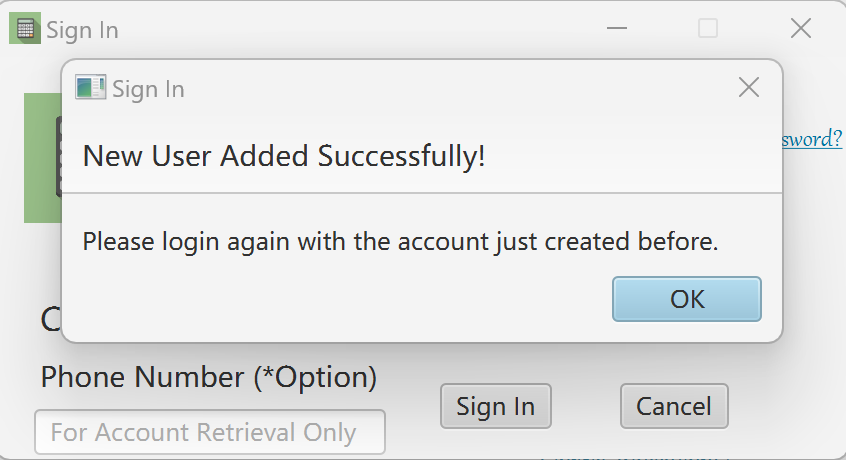 Sign In
Sign In
New User Added Successfully!
sword?
Please login again with the account just created before.
OK
C
Phone Number (*Option)
Sign In
Cancel
For Account Retrieval Only